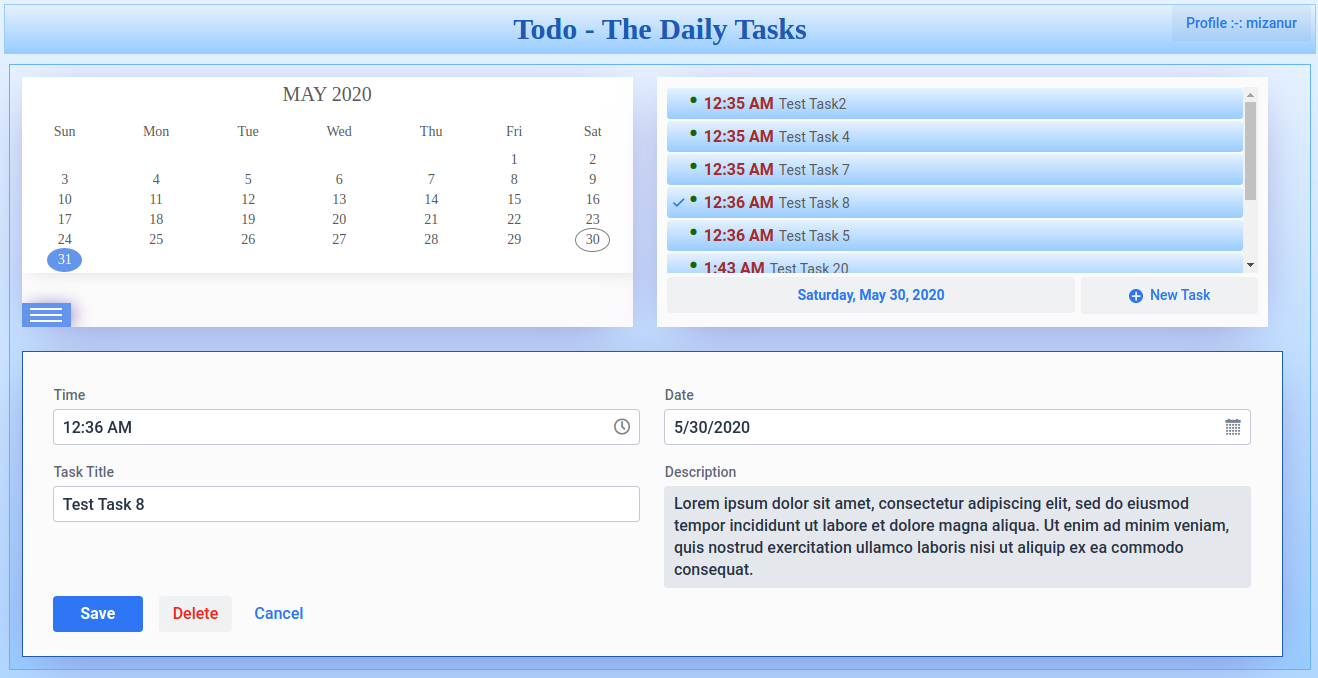 Todo - The Daily Tasks
Profile :-: mizanur
MAY 2020
Sun Mon Tue Wed Thu Fri Sat
1 2
3 4 5 6 7 8 9
10 11 12 13 14 15 16
17 18 19 20 21 22 23
24 25 26 27 28 29 30
31
12:35 AM Test Task2
12:35 AM Test Task 4
12:35 AM Test Task 7
12:36 AM Test Task 8
12:36 AM Test Task 5
1:43 AM Test Task 20
Saturday, May 30, 2020
New Task
Time
12:36 AM
Date
5/30/2020
Task Title
Test Task 8
Description
Lorem ipsum dolor sit amet, consectetur adipiscing elit, sed do eiusmod
tempor incididunt ut labore et dolore magna aliqua. Ut enim ad minim veniam,
quis nostrud exercitation ullamco laboris nisi ut aliquip ex ea commodo
consequat.
Save Delete Cancel